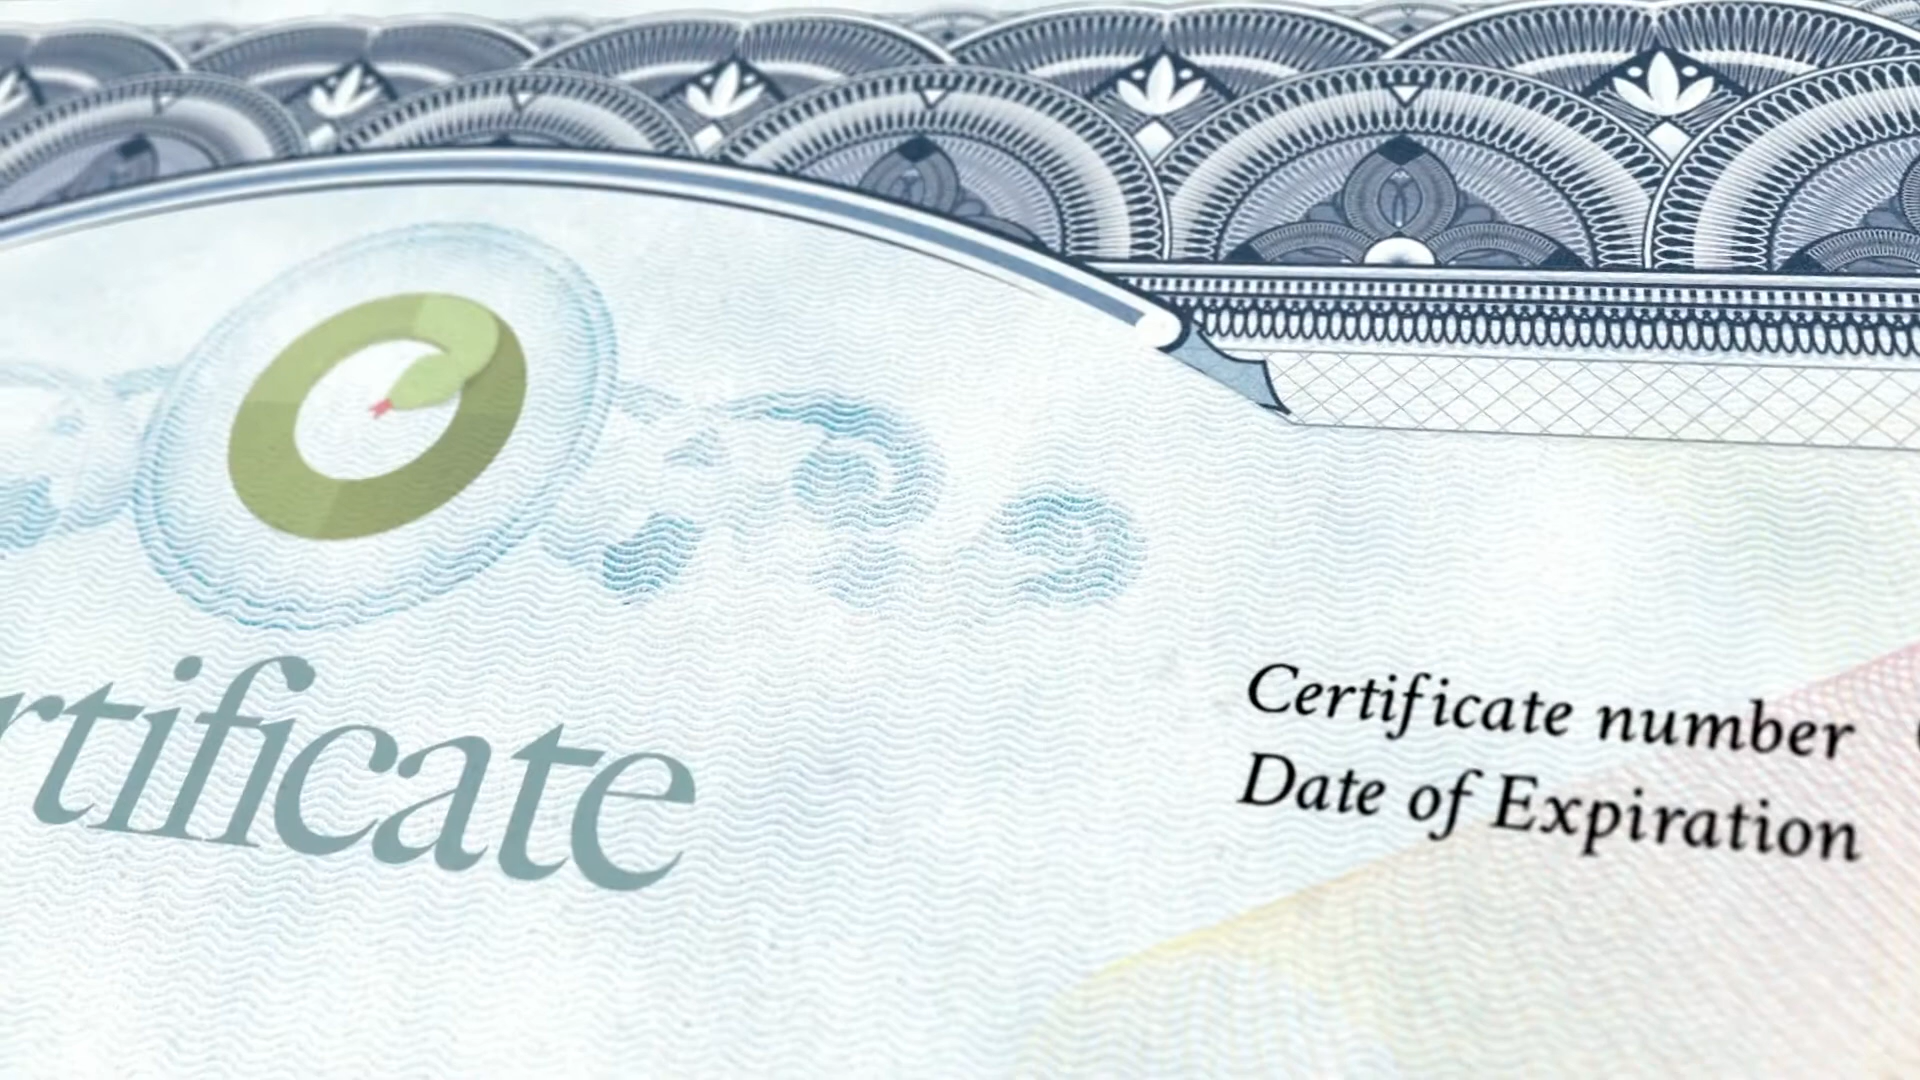 rtificate
Certificate number
Date of Expiration